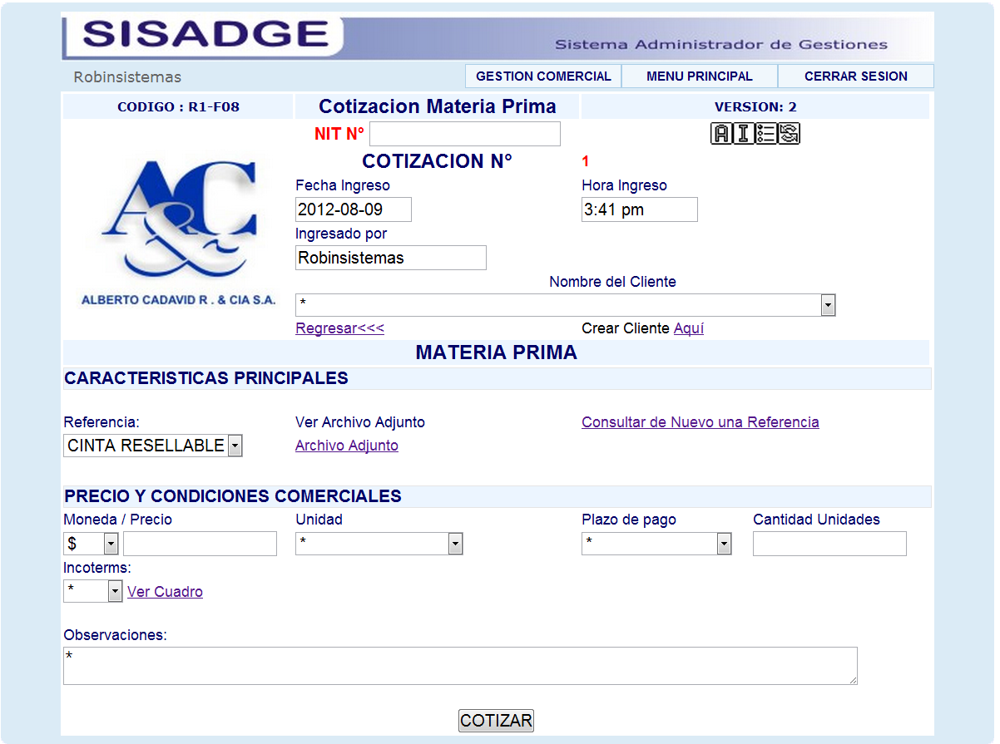 SISADGE
Sistema Administrador de Gestiones
Robinsistemas
GESTION COMERCIAL MENU PRINCIPAL CERRAR SESION
CODIGO : R1-F08 Cotizacion Materia Prima VERSION: 2
NIT N°
A I
COTIZACION N° 1
Fecha Ingreso Hora Ingreso
2012-08-09 3:41 pm
Ingresado por
Robinsistemas
A&C
ALBERTO CADAVID R . & CIA S.A.
Nombre del Cliente
*
Regresar<<< Crear Cliente Aquí
MATERIA PRIMA
CARACTERISTICAS PRINCIPALES
Referencia: Ver Archivo Adjunto Consultar de Nuevo una Referencia
CINTA RESELLABLE Archivo Adjunto
PRECIO Y CONDICIONES COMERCIALES
Moneda / Precio Unidad Plazo de pago Cantidad Unidades
$ * *
Incoterms:
* Ver Cuadro
Observaciones:
*
COTIZAR